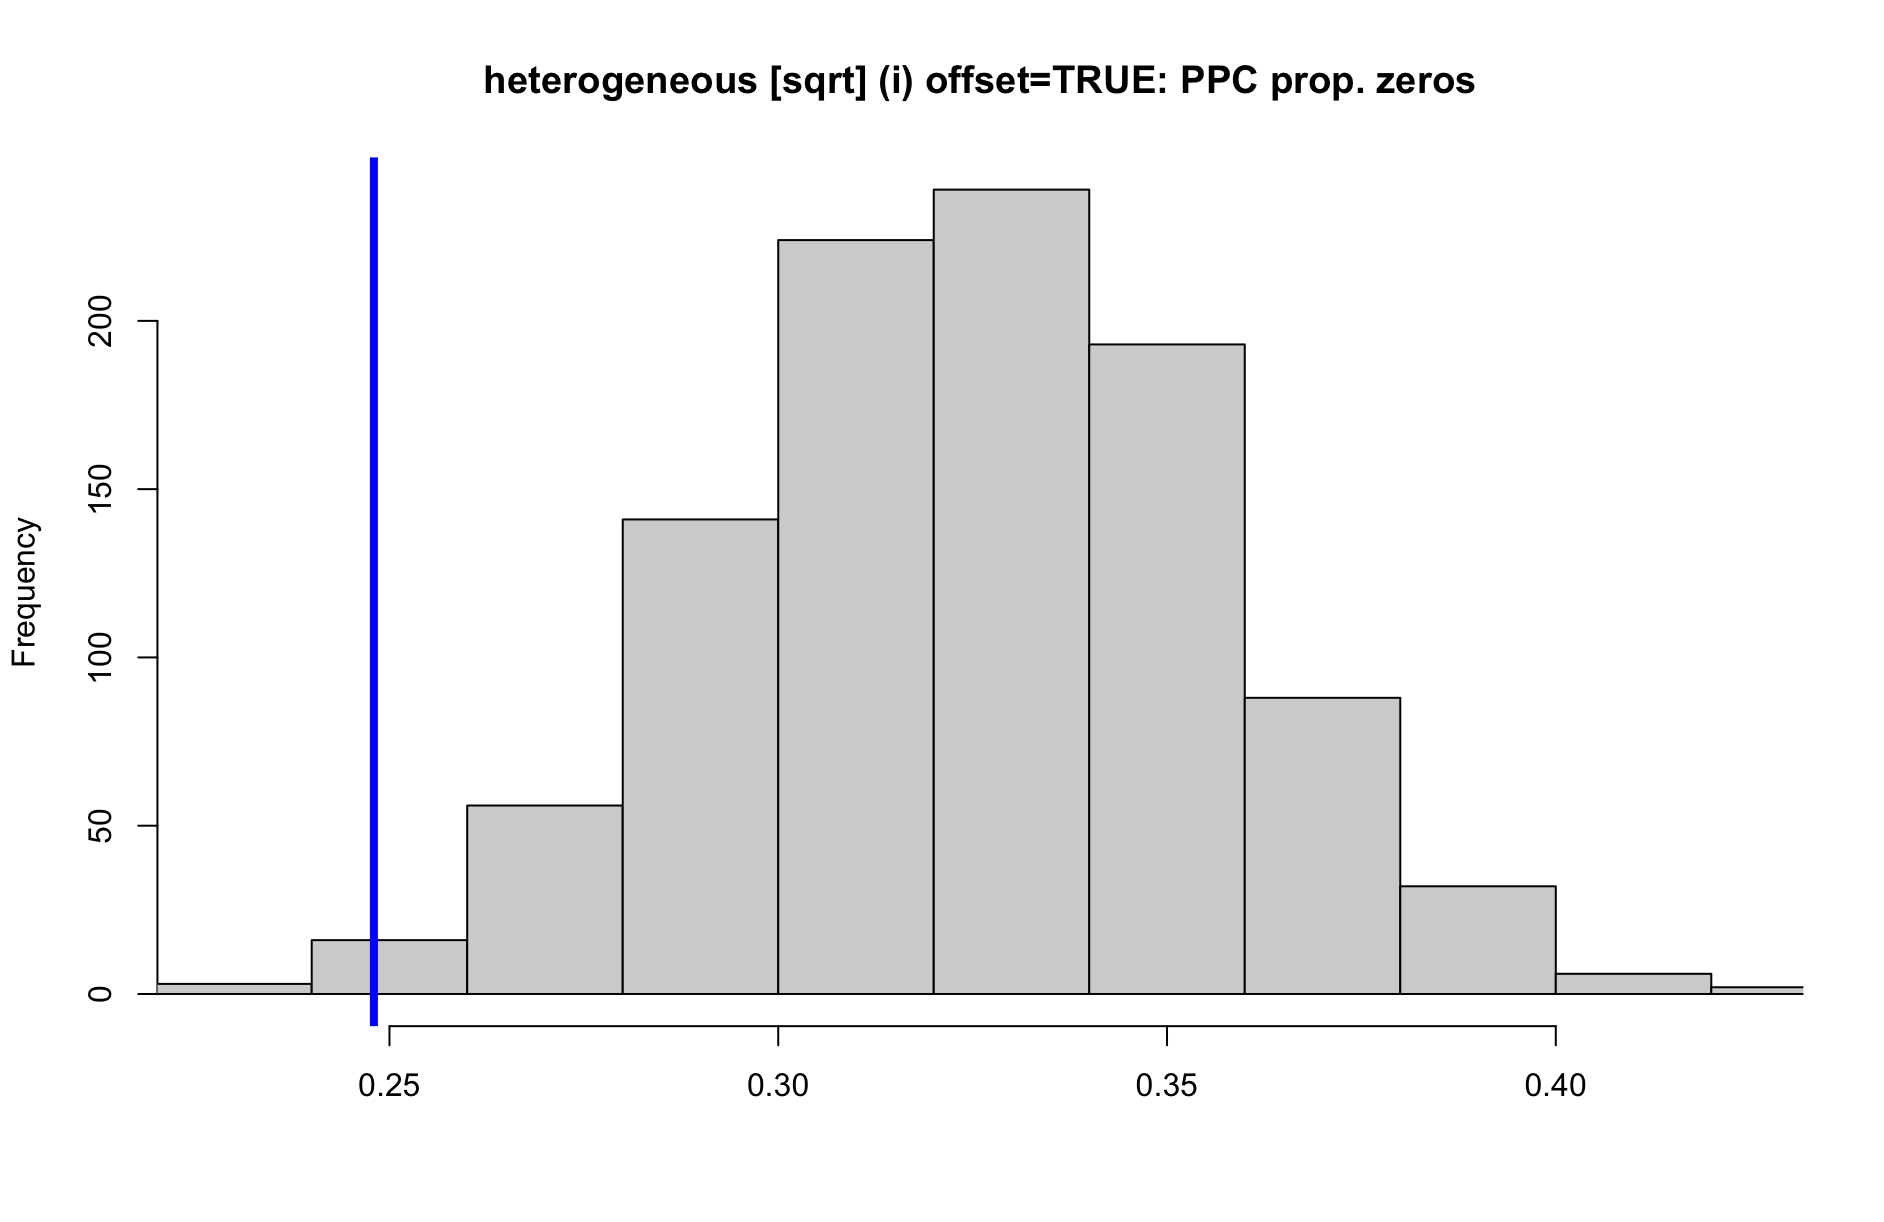 heterogeneous [sqrt] (i) offset=TRUE: PPC prop. zeros
Frequency
200
150
100
50
0
0.25 0.30 0.35 0.40